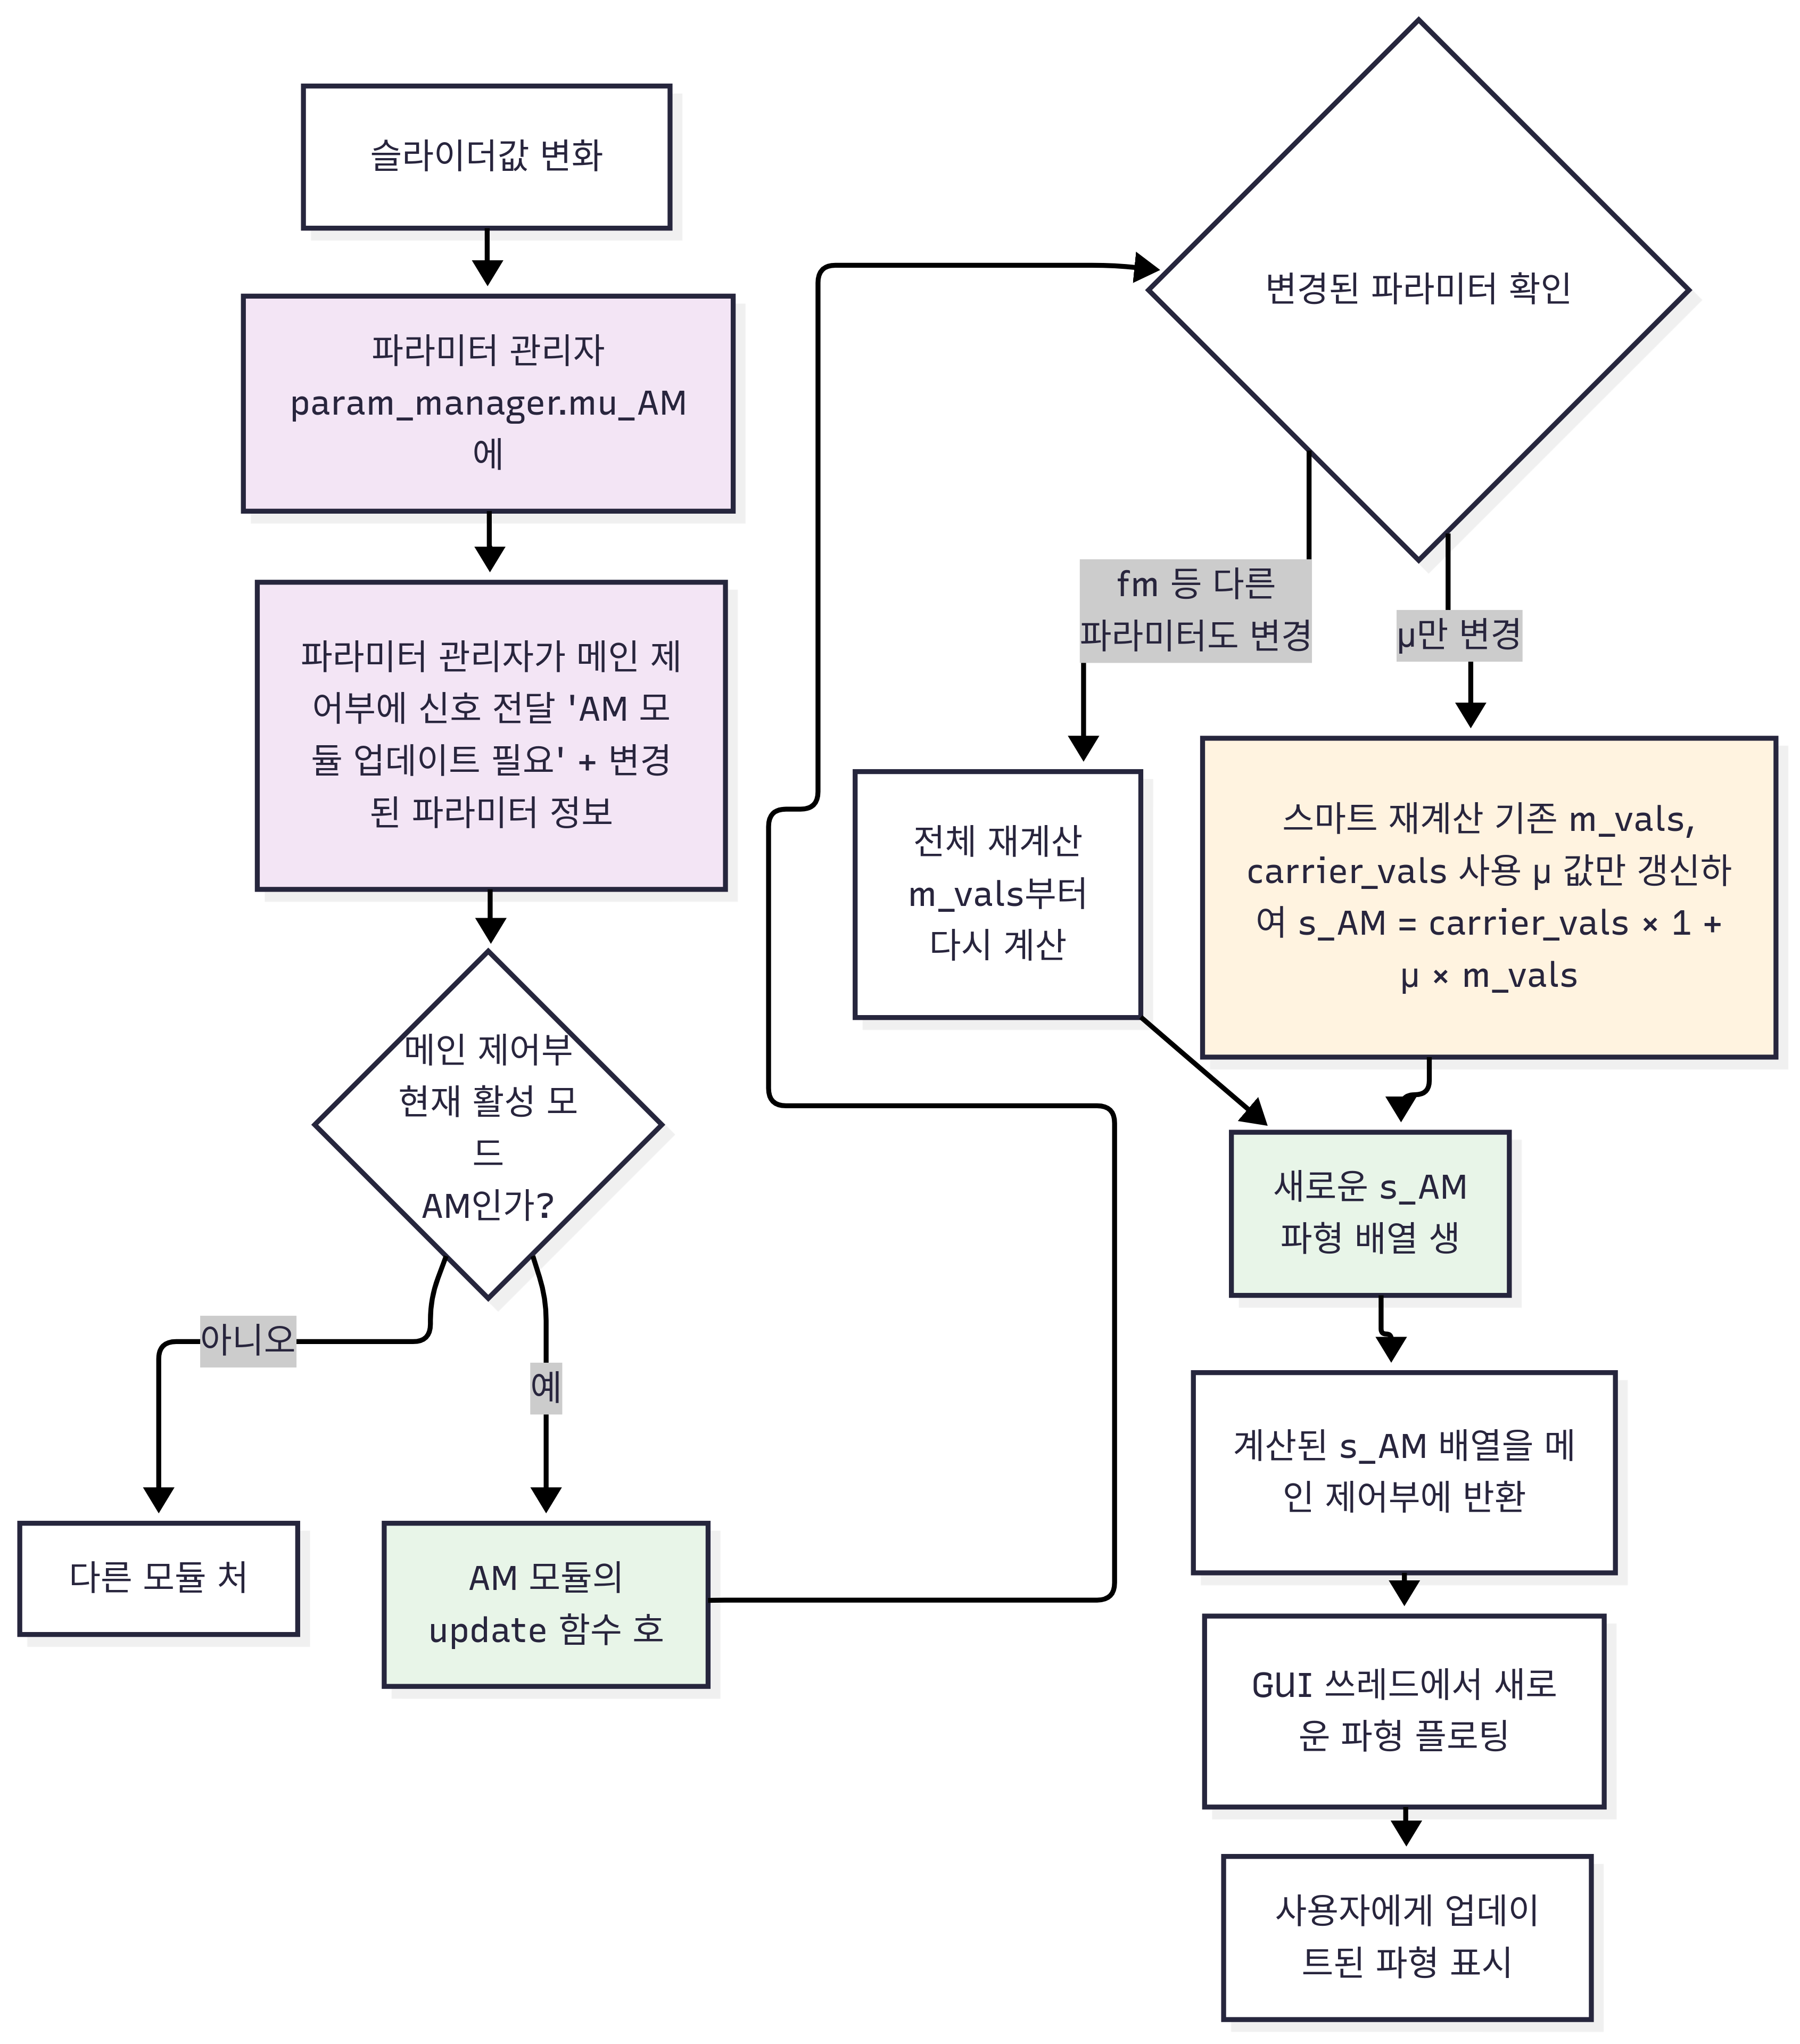 슬라이더값 변화
파라미터 관리자
param_manager.mu_AM
에
파라미터 관리자가 메인 제
어부에 신호 전달 'AM 모
듈 업데이트 필요' + 변경
된 파라미터 정보
메인 제어부
현재 활성 모
드
AM인가?
아니오
예
다른 모듈 처
AM 모듈의
update 함수 호
변경된 파라미터 확인
fm 등 다른
파라미터도 변경
μ만 변경
전체 재계산
m_vals부터
다시 계산
스마트 재계산 기존 m_vals,
carrier_vals 사용 μ 값만 갱신하
여 s_AM = carrier_vals × 1 +
μ × m_vals
새로운 s_AM
파형 배열 생
계산된 s_AM 배열을 메
인 제어부에 반환
GUI 쓰레드에서 새로
운 파형 플로팅
사용자에게 업데이
트된 파형 표시